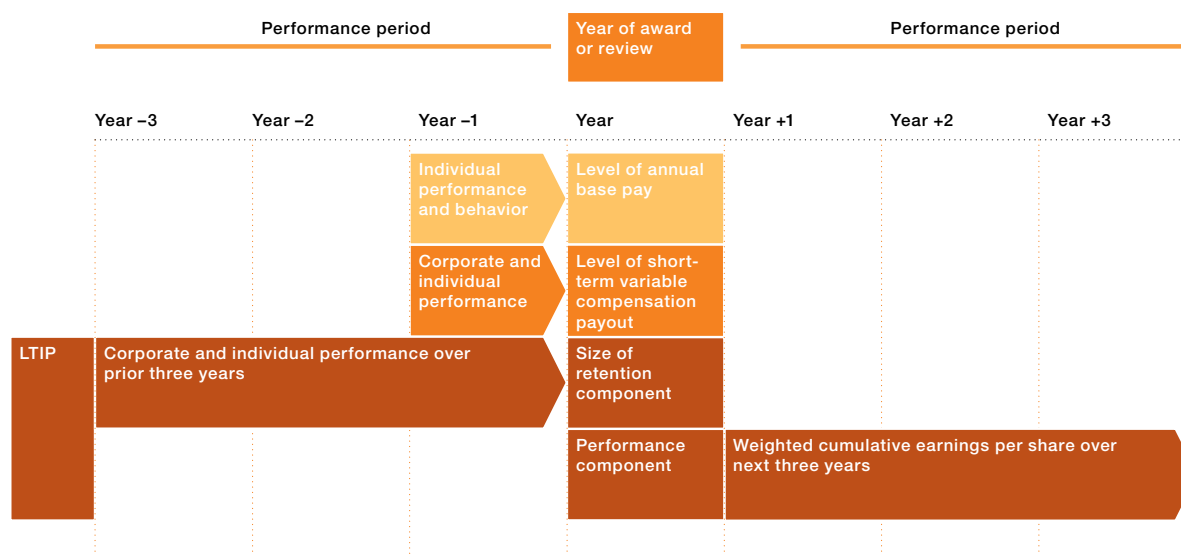 Performance period
Year of award
or review
Performance period
Year –3
Year –2
Year –1
Year
Year +1
Year +2
Year +3
Individual
performance
and behavior
Level of annual
base pay
Corporate and
individual
performance
Level of short-
term variable
compensation
payout
LTIP
Corporate and individual performance over
prior three years
Size of
retention
component
Performance
component
Weighted cumulative earnings per share over
next three years